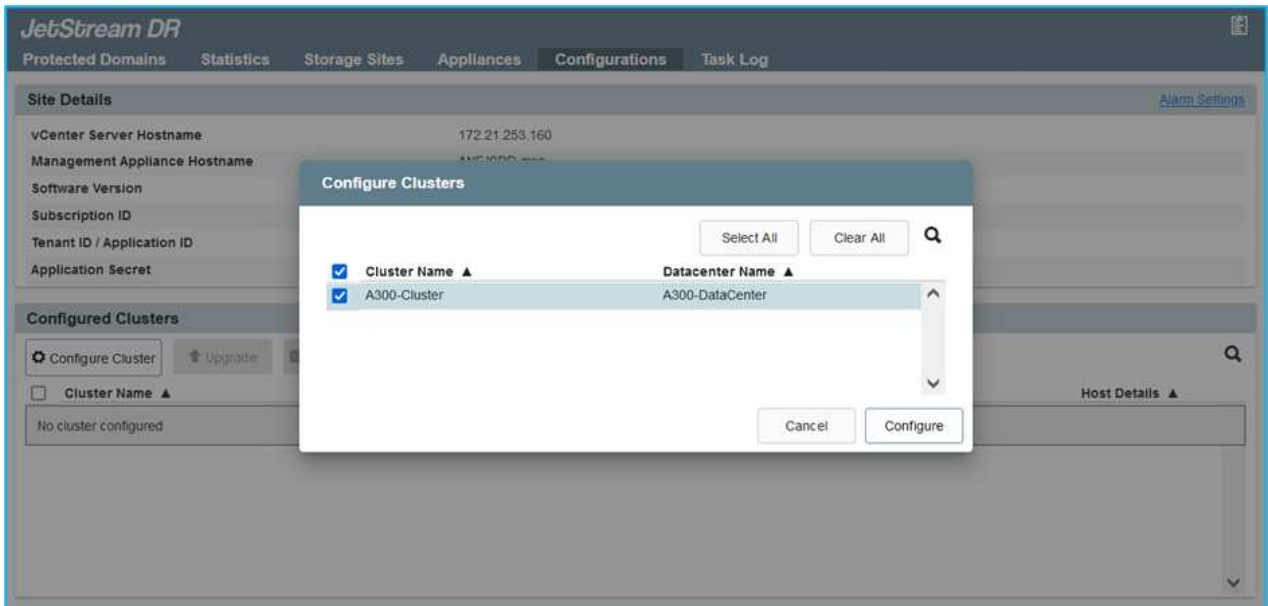 JetStream DR
Protected Domains Statistics Storage Sites Appliances Configurations Task Log
Site Details Alarm Settings
vCenter Server Hostname 172.21.253.160
Management Appliance Hostname
Software Version
Subscription ID
Tenant ID / Application ID
Application Secret
Configure Clusters
Select All Clear All
Cluster Name ▲ Datacenter Name ▲
A300-Cluster A300-DataCenter
Cancel Configure
Configured Clusters
Configure Cluster Upgrade
Cluster Name ▲ Host Details ▲
No cluster configured